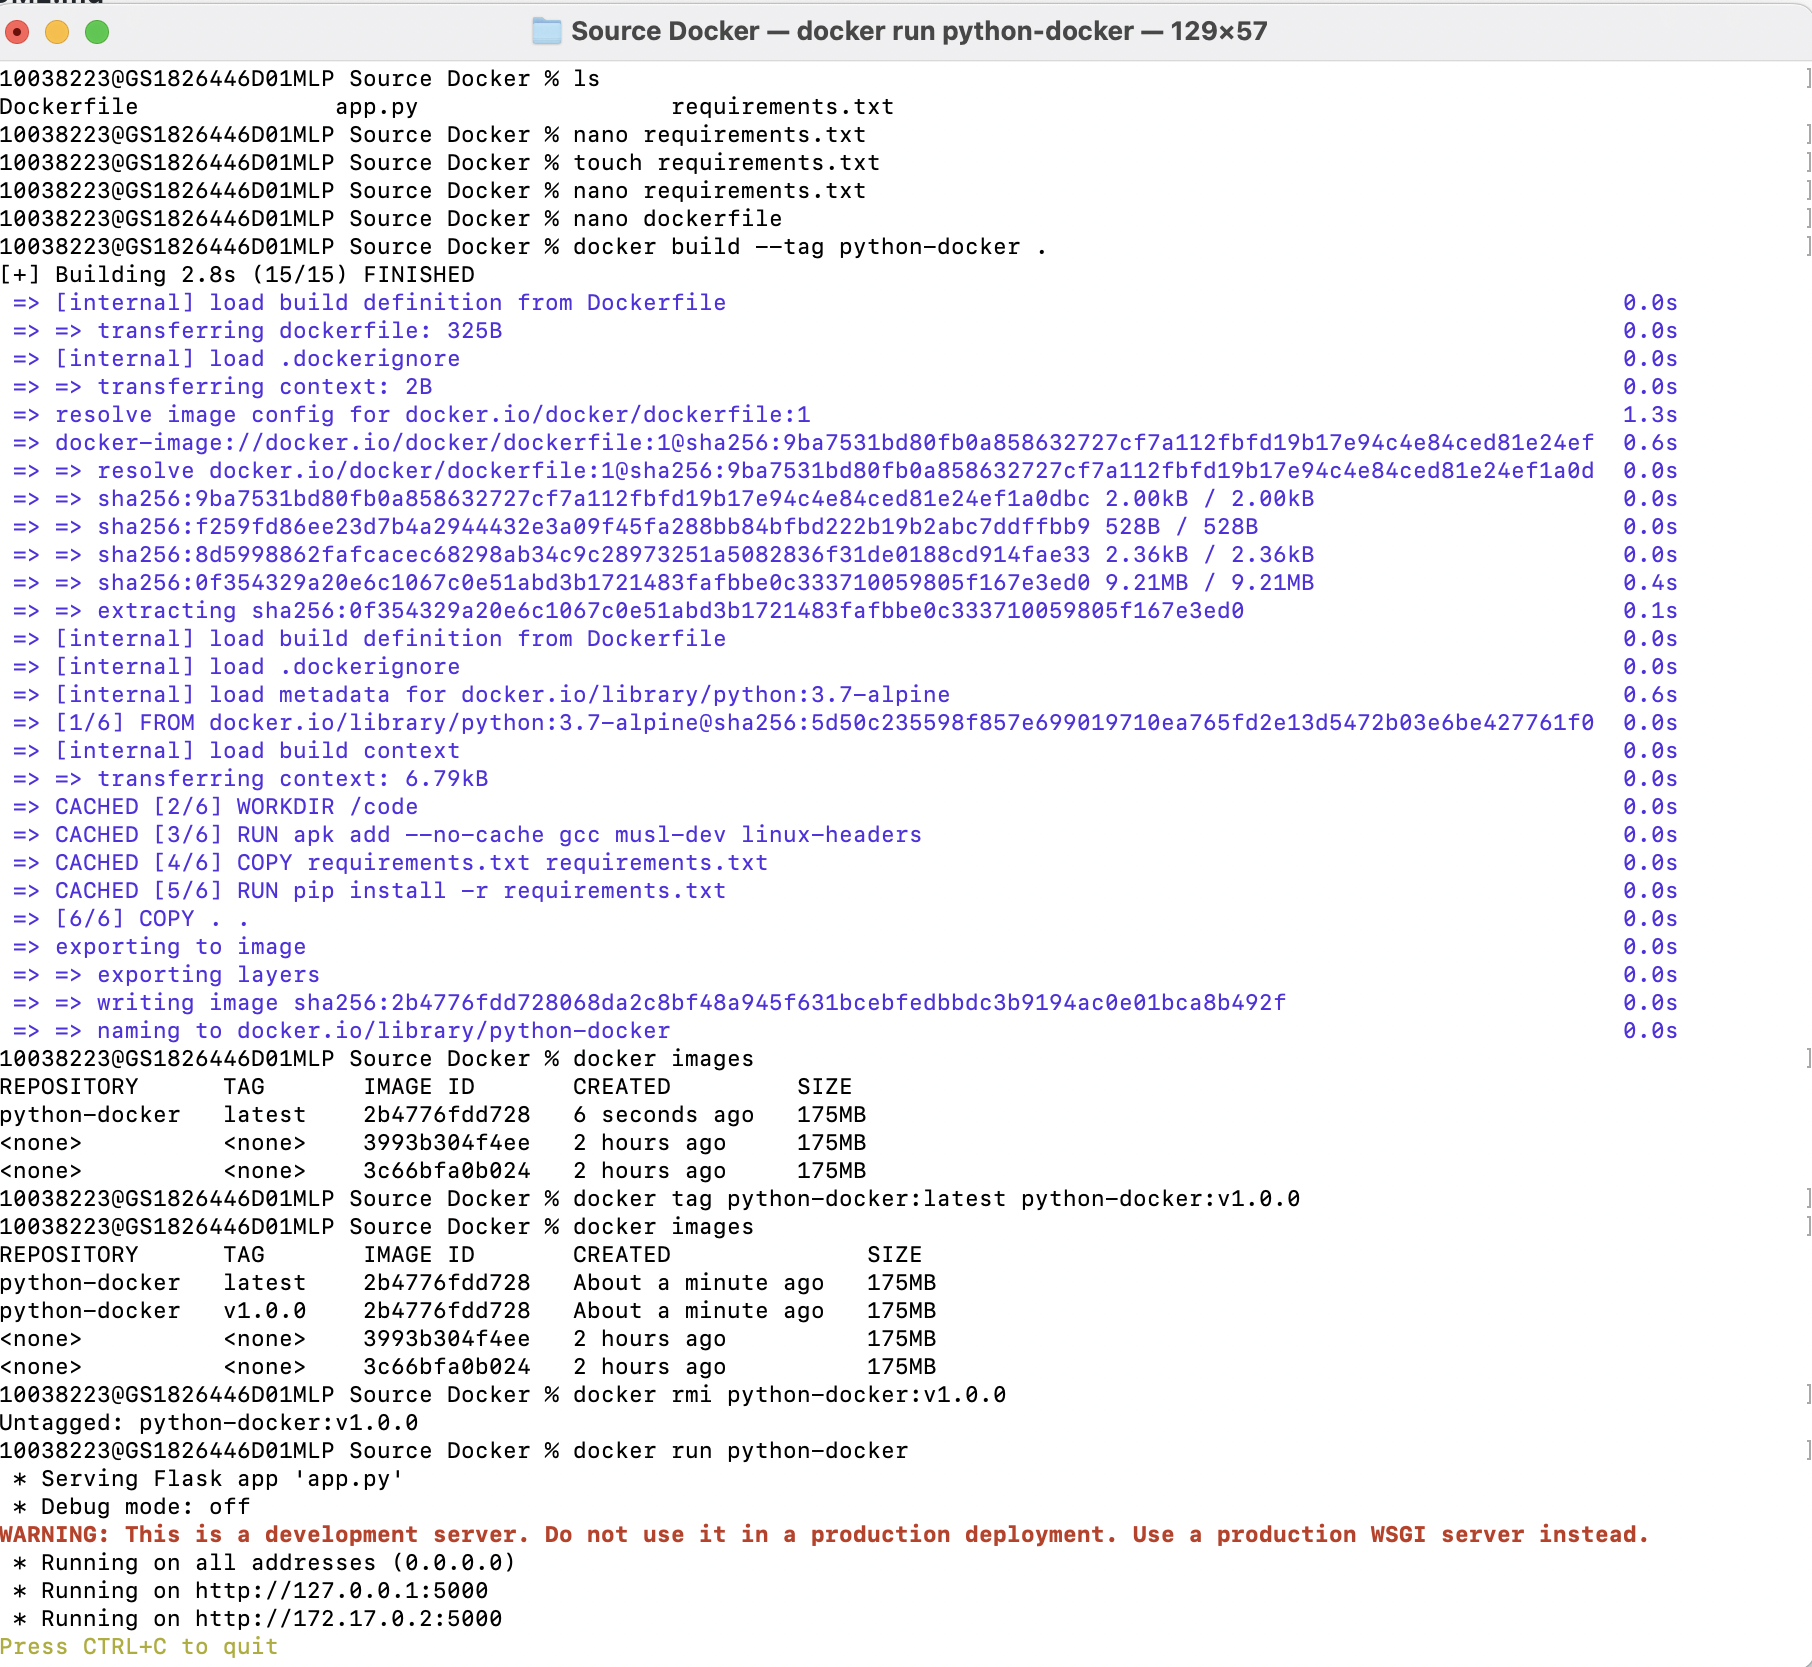 Source Docker — docker run python-docker — 129×57
10038223@GS1826446D01MLP Source Docker % ls
Dockerfile              app.py                  requirements.txt
10038223@GS1826446D01MLP Source Docker % nano requirements.txt
10038223@GS1826446D01MLP Source Docker % touch requirements.txt
10038223@GS1826446D01MLP Source Docker % nano requirements.txt
10038223@GS1826446D01MLP Source Docker % nano dockerfile
10038223@GS1826446D01MLP Source Docker % docker build --tag python-docker .
[+] Building 2.8s (15/15) FINISHED
 => [internal] load build definition from Dockerfile 0.0s
 => => transferring dockerfile: 325B 0.0s
 => [internal] load .dockerignore 0.0s
 => => transferring context: 2B 0.0s
 => resolve image config for docker.io/docker/dockerfile:1 1.3s
 => docker-image://docker.io/docker/dockerfile:1@sha256:9ba7531bd80fb0a858632727cf7a112fbfd19b17e94c4e84ced81e24ef 0.6s
 => => resolve docker.io/docker/dockerfile:1@sha256:9ba7531bd80fb0a858632727cf7a112fbfd19b17e94c4e84ced81e24ef1a0d 0.0s
 => => sha256:9ba7531bd80fb0a858632727cf7a112fbfd19b17e94c4e84ced81e24ef1a0dbc 2.00kB / 2.00kB 0.0s
 => => sha256:f259fd86ee23d7b4a2944432e3a09f45fa288bb84bfbd222b19b2abc7ddffbb9 528B / 528B 0.0s
 => => sha256:8d5998862fafcacec68298ab34c9c28973251a5082836f31de0188cd914fae33 2.36kB / 2.36kB 0.0s
 => => sha256:0f354329a20e6c1067c0e51abd3b1721483fafbbe0c333710059805f167e3ed0 9.21MB / 9.21MB 0.4s
 => => extracting sha256:0f354329a20e6c1067c0e51abd3b1721483fafbbe0c333710059805f167e3ed0 0.1s
 => [internal] load build definition from Dockerfile 0.0s
 => [internal] load .dockerignore 0.0s
 => [internal] load metadata for docker.io/library/python:3.7-alpine 0.6s
 => [1/6] FROM docker.io/library/python:3.7-alpine@sha256:5d50c235598f857e699019710ea765fd2e13d5472b03e6be427761f0 0.0s
 => [internal] load build context 0.0s
 => => transferring context: 6.79kB 0.0s
 => CACHED [2/6] WORKDIR /code 0.0s
 => CACHED [3/6] RUN apk add --no-cache gcc musl-dev linux-headers 0.0s
 => CACHED [4/6] COPY requirements.txt requirements.txt 0.0s
 => CACHED [5/6] RUN pip install -r requirements.txt 0.0s
 => [6/6] COPY . . 0.0s
 => exporting to image 0.0s
 => => exporting layers 0.0s
 => => writing image sha256:2b4776fdd728068da2c8bf48a945f631bcebfedbbdc3b9194ac0e01bca8b492f 0.0s
 => => naming to docker.io/library/python-docker 0.0s
10038223@GS1826446D01MLP Source Docker % docker images
REPOSITORY      TAG       IMAGE ID       CREATED         SIZE
python-docker   latest    2b4776fdd728   6 seconds ago   175MB
<none>          <none>    3993b304f4ee   2 hours ago     175MB
<none>          <none>    3c66bfa0b024   2 hours ago     175MB
10038223@GS1826446D01MLP Source Docker % docker tag python-docker:latest python-docker:v1.0.0
10038223@GS1826446D01MLP Source Docker % docker images
REPOSITORY      TAG       IMAGE ID       CREATED              SIZE
python-docker   latest    2b4776fdd728   About a minute ago   175MB
python-docker   v1.0.0    2b4776fdd728   About a minute ago   175MB
<none>          <none>    3993b304f4ee   2 hours ago          175MB
<none>          <none>    3c66bfa0b024   2 hours ago          175MB
10038223@GS1826446D01MLP Source Docker % docker rmi python-docker:v1.0.0
Untagged: python-docker:v1.0.0
10038223@GS1826446D01MLP Source Docker % docker run python-docker
 * Serving Flask app 'app.py'
 * Debug mode: off
WARNING: This is a development server. Do not use it in a production deployment. Use a production WSGI server instead.
 * Running on all addresses (0.0.0.0)
 * Running on http://127.0.0.1:5000
 * Running on http://172.17.0.2:5000
Press CTRL+C to quit